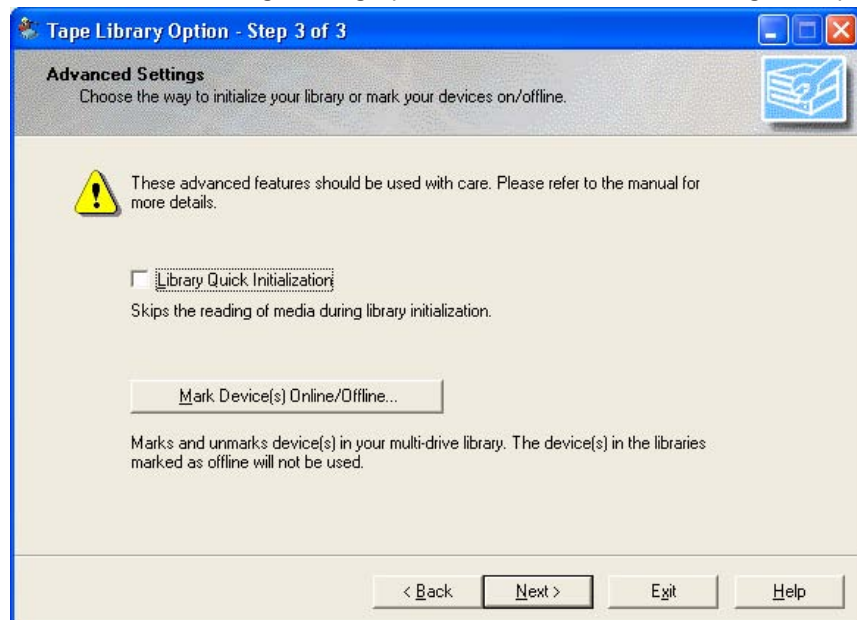 Tape Library Option - Step 3 of 3
Advanced Settings
Choose the way to initialize your library or mark your devices on/offline.
These advanced features should be used with care. Please refer to the manual for
more details.
Library Quick Initialization
Skips the reading of media during library initialization.
Mark Device(s) Online/Offline...
Marks and unmarks device(s) in your multi-drive library. The device(s) in the libraries
marked as offline will not be used.
< Back Next > Exit Help